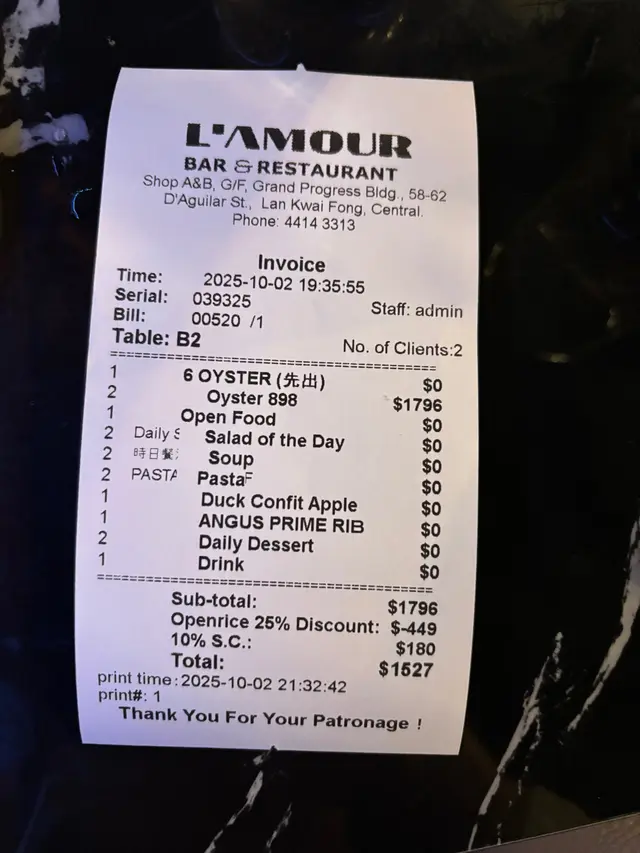 L'AMOUR
BAR & RESTAURANT
Shop A&B, G/F, Grand Progress Bldg., 58-62
D'Aguilar St., Lan Kwai Fong, Central.
Phone: 4414 3313
Invoice
Time: 2025-10-02 19:35:55
Serial: 039325 Staff: admin
Bill: 00520 /1
Table: B2 No. of Clients:2
1 6 OYSTER (先出) $0
2 Oyster 898 $1796
1 Open Food $0
2 Daily Salad of the Day $0
2 時日餐 Soup $0
2 PASTA Pasta $0
1 Duck Confit Apple $0
1 ANGUS PRIME RIB $0
2 Daily Dessert $0
1 Drink $0
Sub-total: $1796
Openrice 25% Discount: $-449
10% S.C.: $180
Total: $1527
print time:2025-10-02 21:32:42
print#: 1
Thank You For Your Patronage !